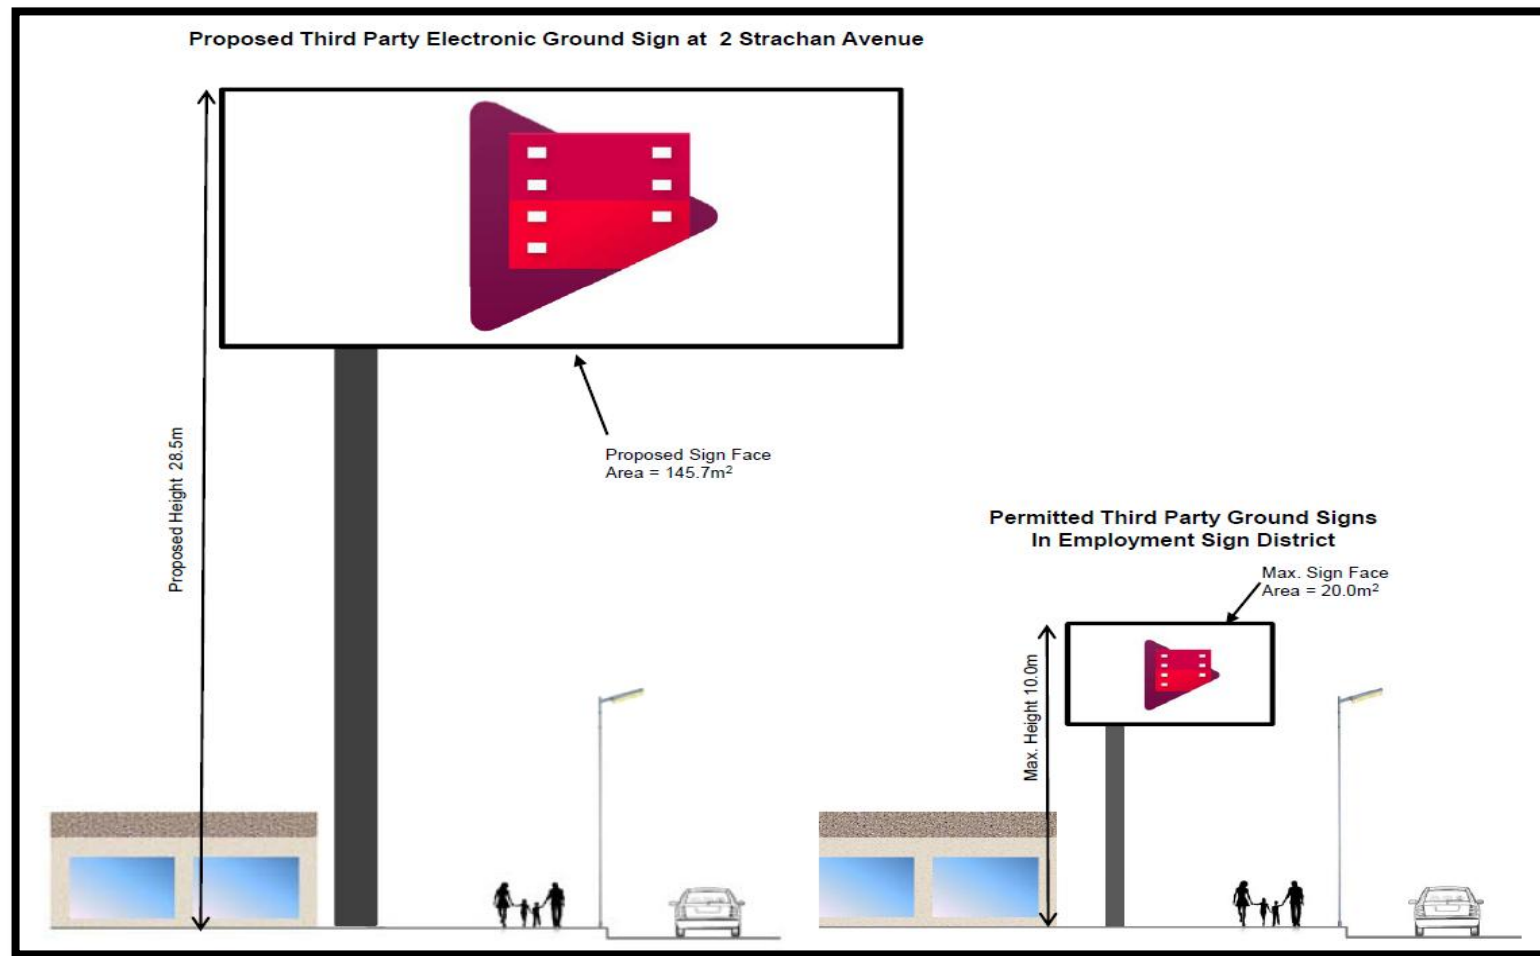 Proposed Third Party Electronic Ground Sign at 2 Strachan Avenue
Proposed Height 28.5m
Proposed Sign Face
Area = 145.7m²
Permitted Third Party Ground Signs
In Employment Sign District
Max. Sign Face
Area = 20.0m²
Max. Height 10.0m